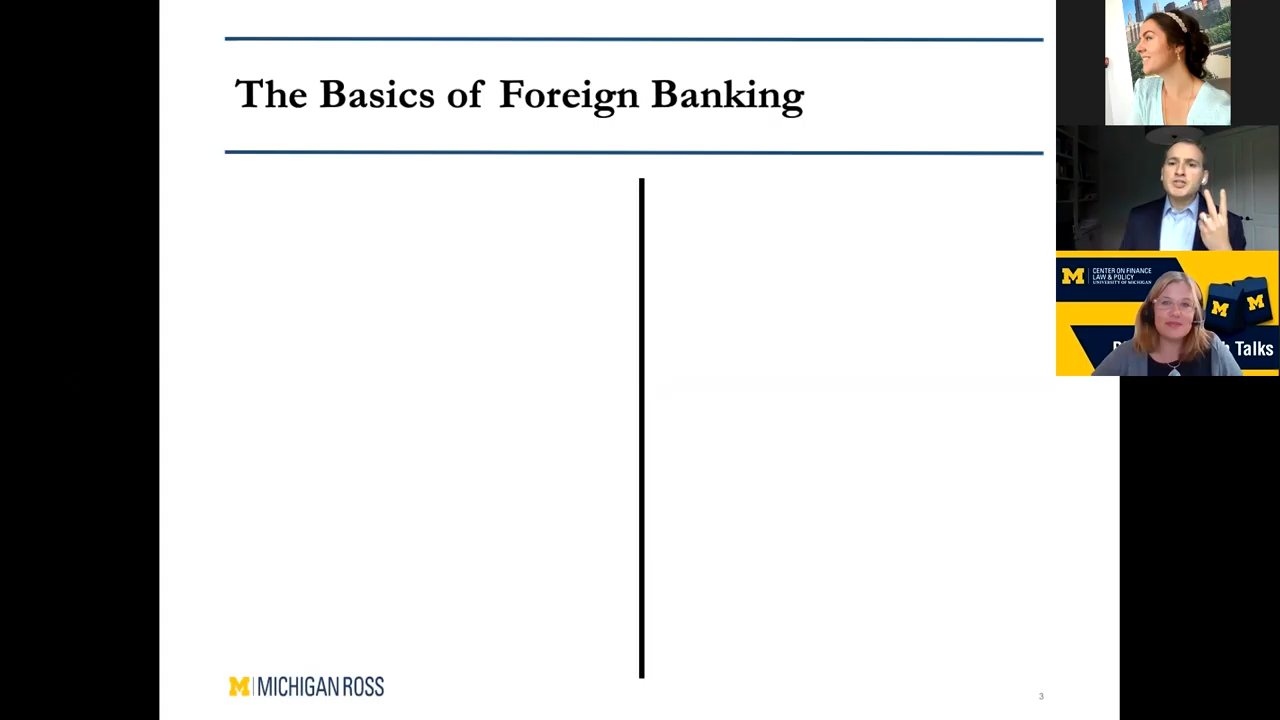 The Basics of Foreign Banking
M MICHIGAN ROSS
3
M CENTER ON FINANCE
LAW & POLICY
UNIVERSITY OF MICHIGAN
M
M
Talks